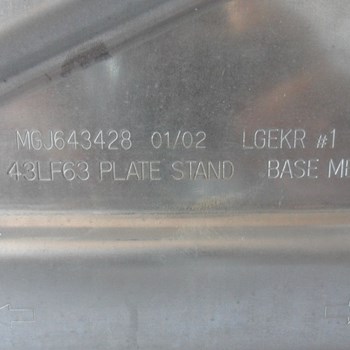 MGJ643428 01/02 LGEKR #1
43LF63 PLATE STAND BASE